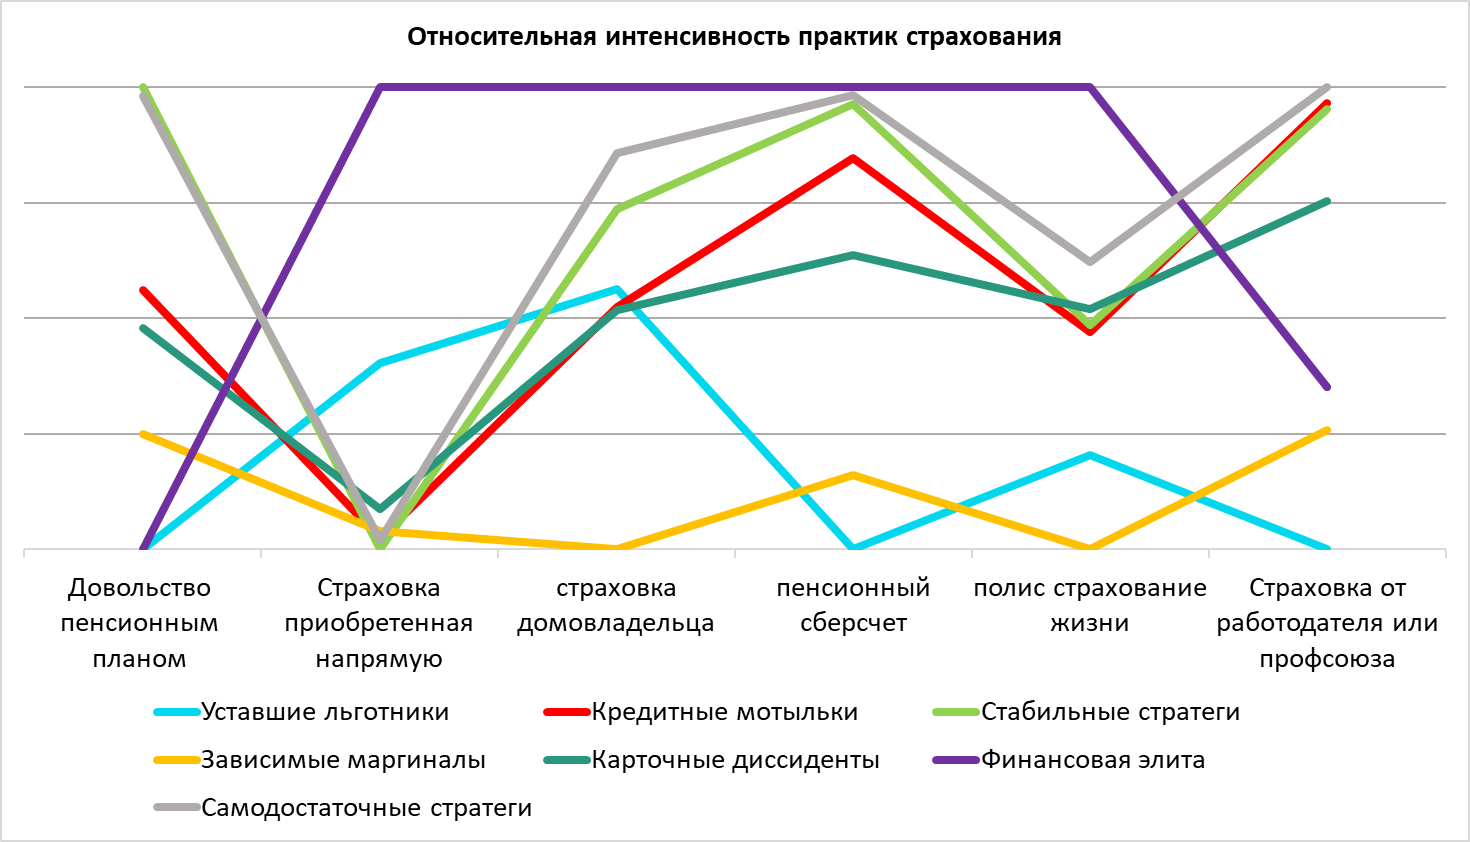 Относительная интенсивность практик страхования
Довольство
пенсионным
планом
Страховка
приобретенная
напрямую
страховка
домовладельца
пенсионный
сберсчет
полис страхование
жизни
Страховка от
работодателя или
профсоюза
Уставшие льготники
Кредитные мотыльки
Стабильные стратеги
Зависимые маргиналы
Карточные диссиденты
Финансовая элита
Самодостаточные стратеги